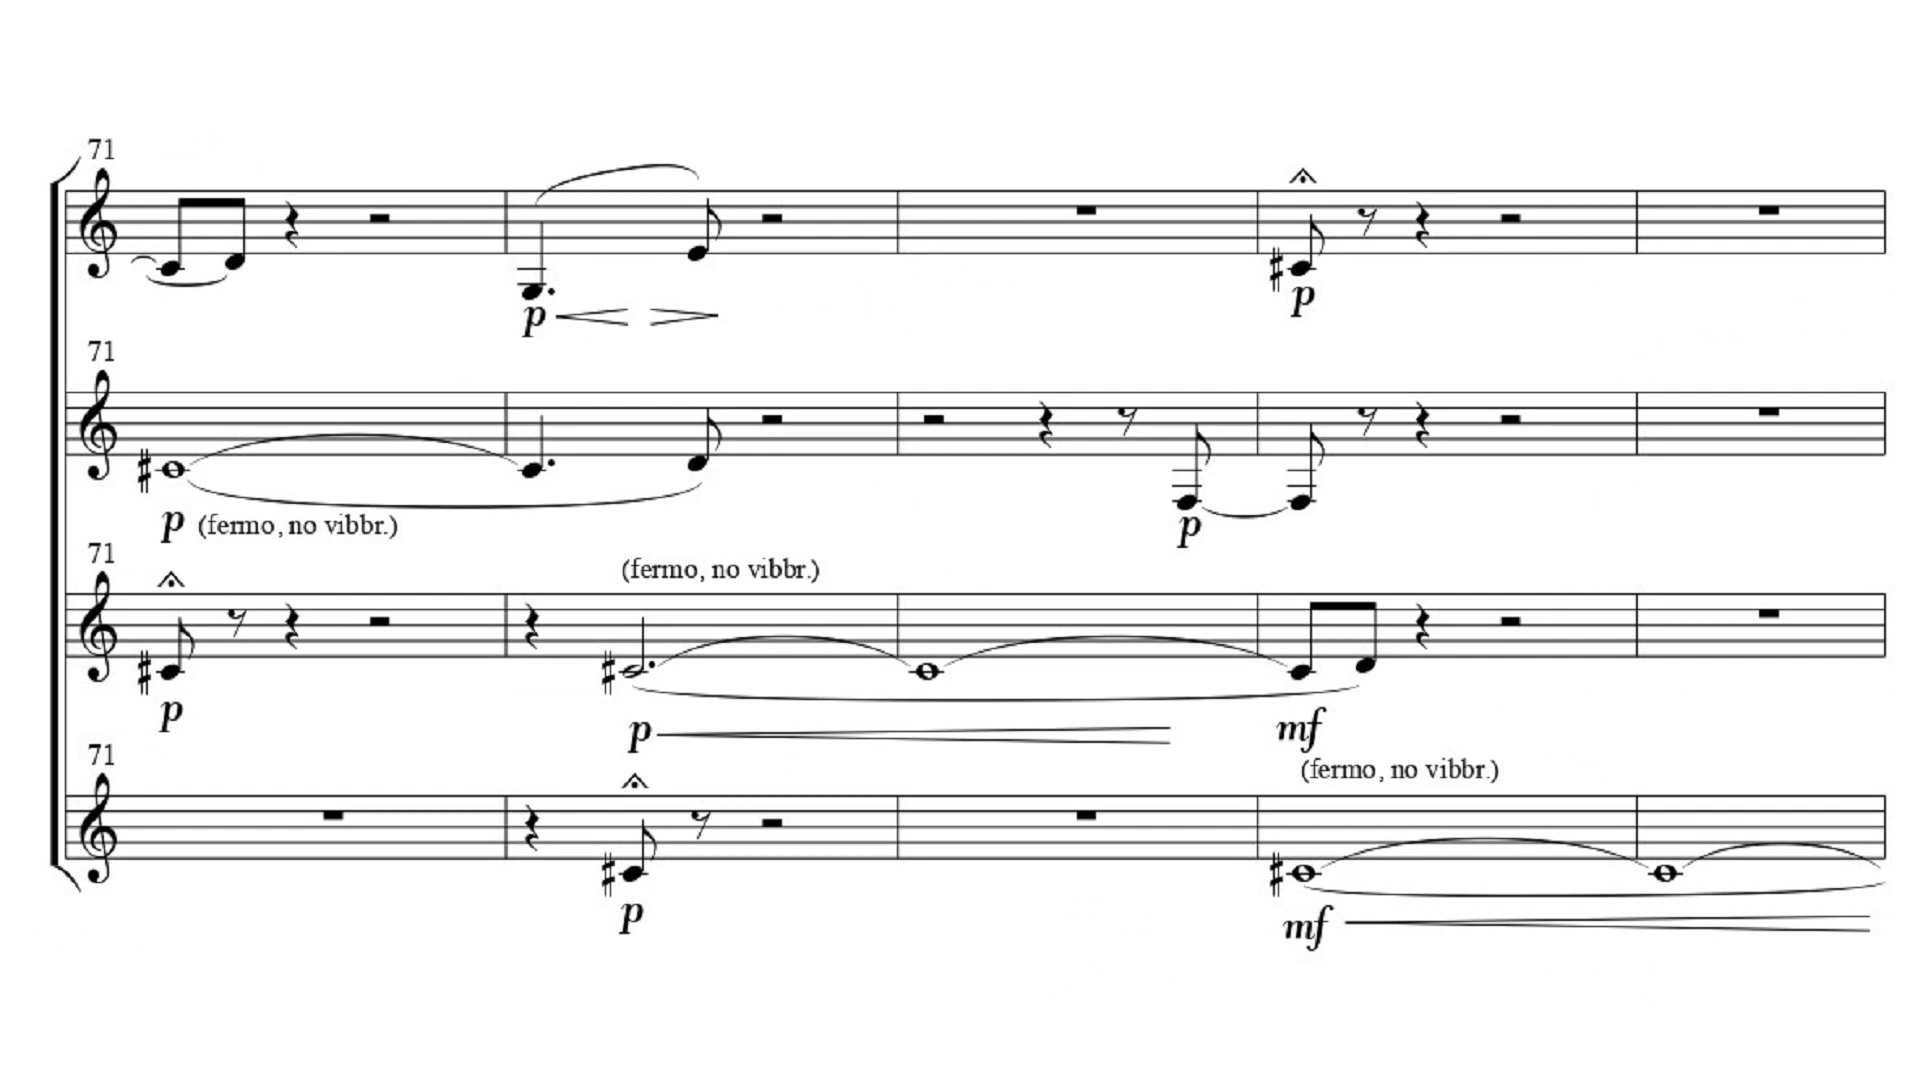 71
p
p
71
p (fermo, no vibbr.)
p
71
(fermo, no vibbr.)
p
p
mf
71
(fermo, no vibbr.)
p
mf